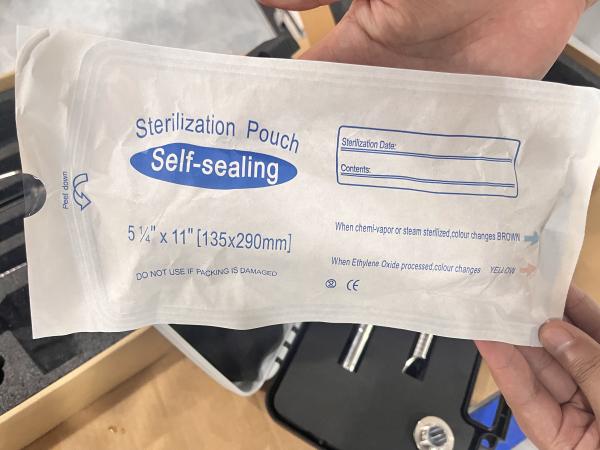 Sterilization Pouch
Self-sealing
Sterilization Date:
Contents:
Peel down
5 ¼" x 11" [135x290mm]
DO NOT USE IF PACKING IS DAMAGED
When chemi-vapor or steam sterilized,colour changes BROWN
When Ethylene Oxide processed,colour changes YELLOW
CE